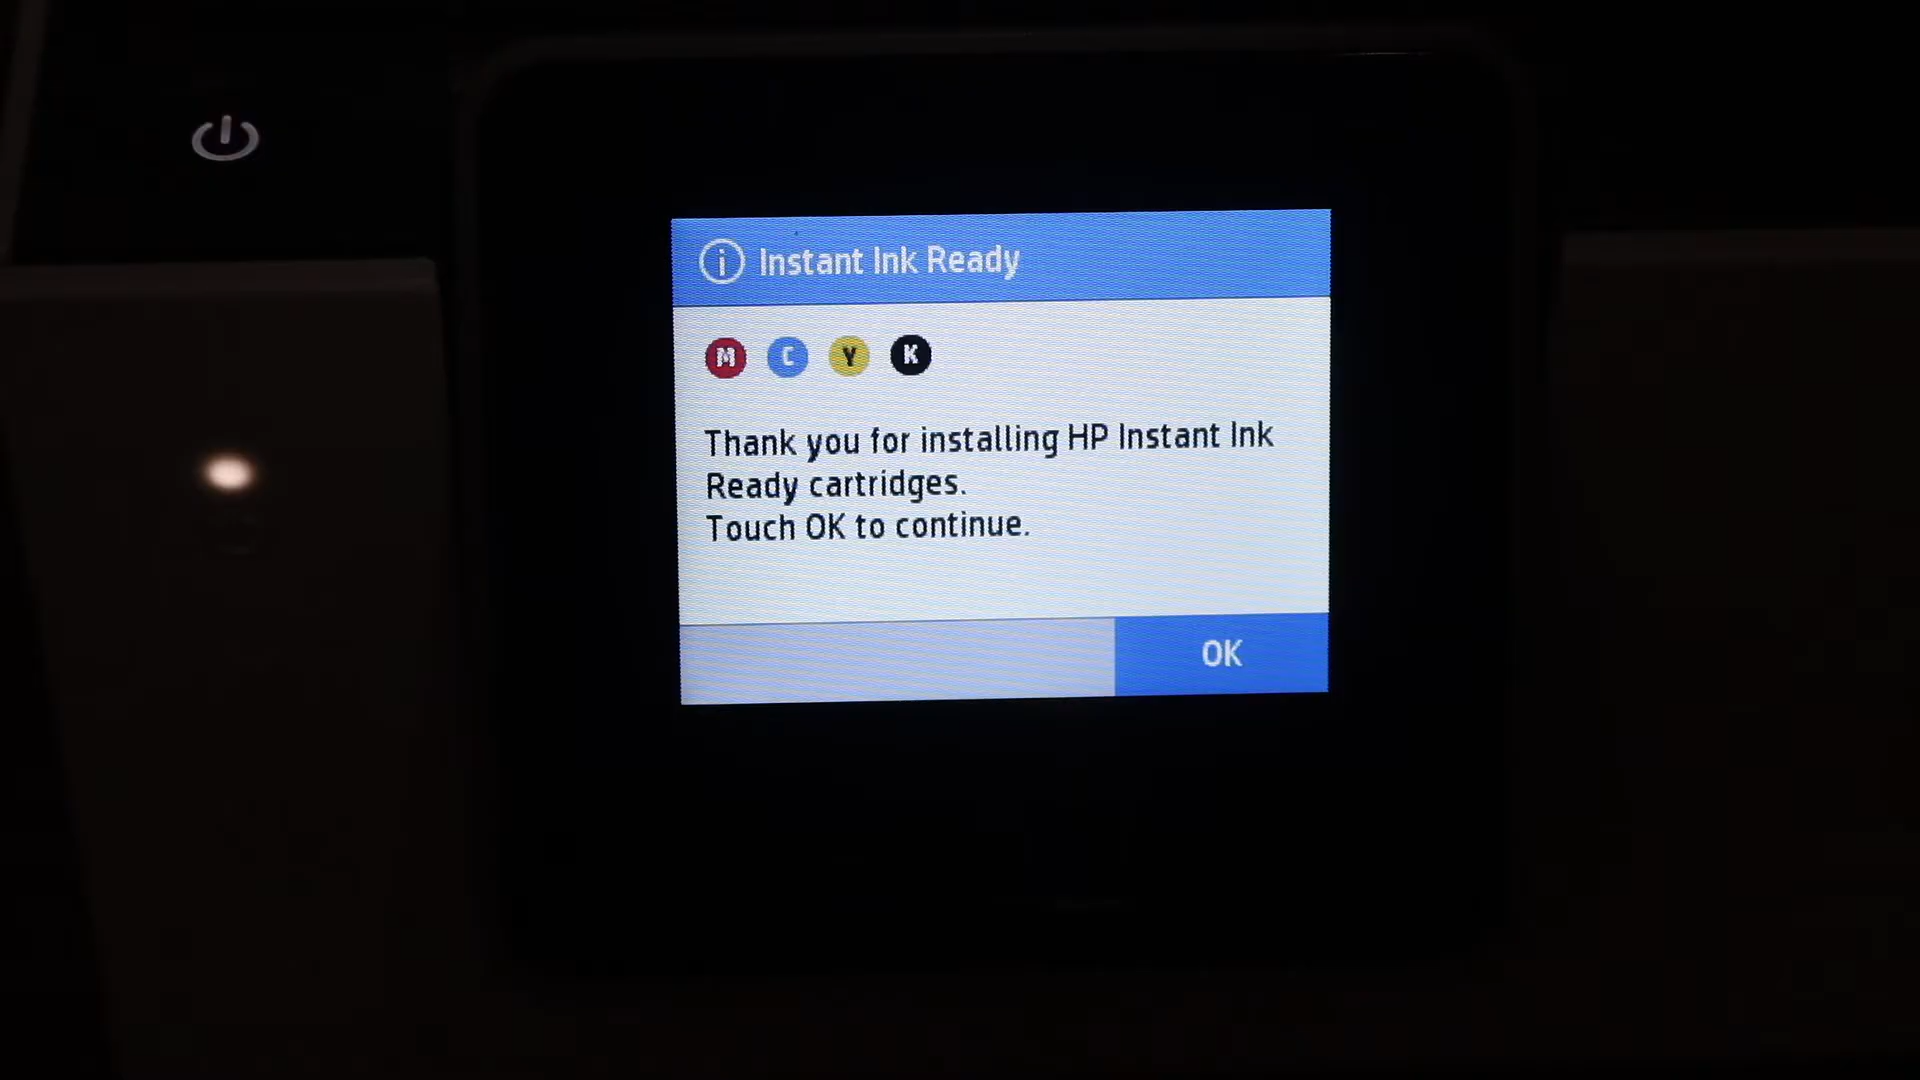 Instant Ink Ready
M C Y K
Thank you for installing HP Instant Ink
Ready cartridges.
Touch OK to continue.
OK